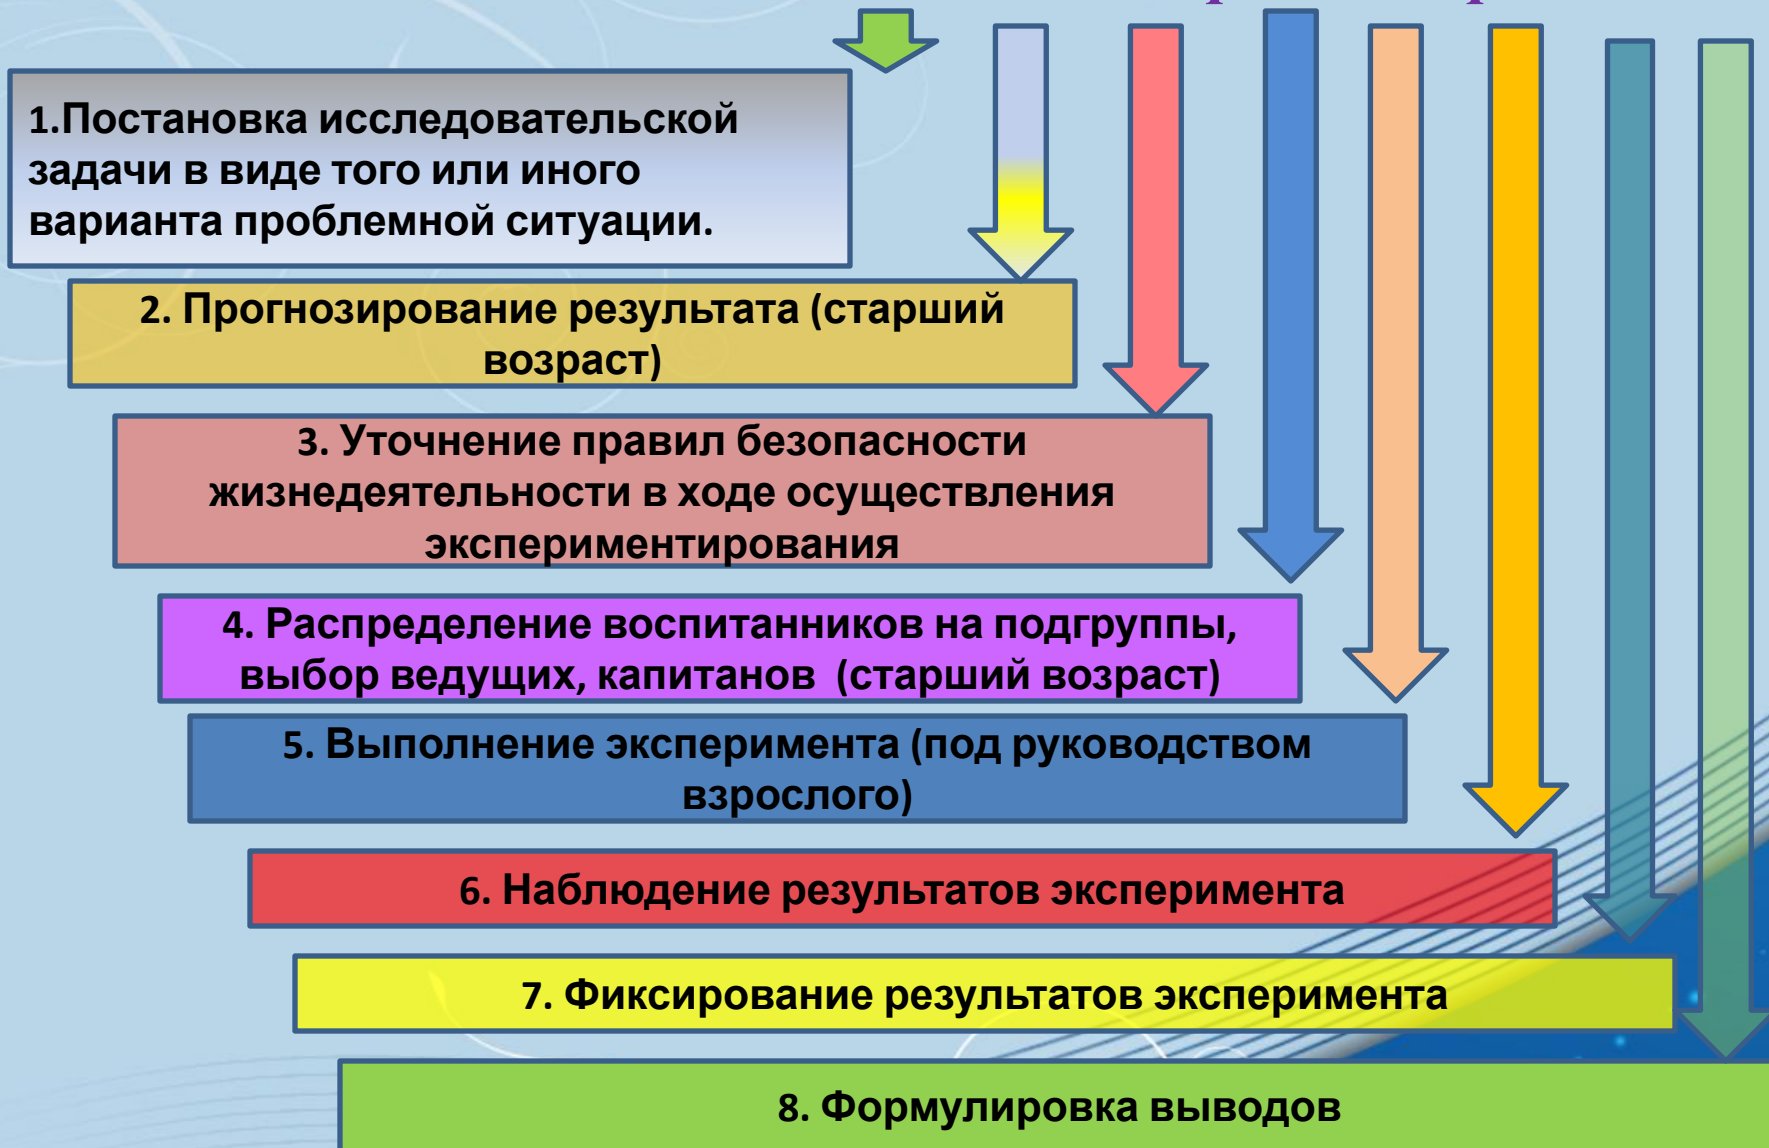 1.Постановка исследовательской
задачи в виде того или иного
варианта проблемной ситуации.
2. Прогнозирование результата (старший
возраст)
3. Уточнение правил безопасности
жизнедеятельности в ходе осуществления
экспериментирования
4. Распределение воспитанников на подгруппы,
выбор ведущих, капитанов (старший возраст)
5. Выполнение эксперимента (под руководством
взрослого)
6. Наблюдение результатов эксперимента
7. Фиксирование результатов эксперимента
8. Формулировка выводов